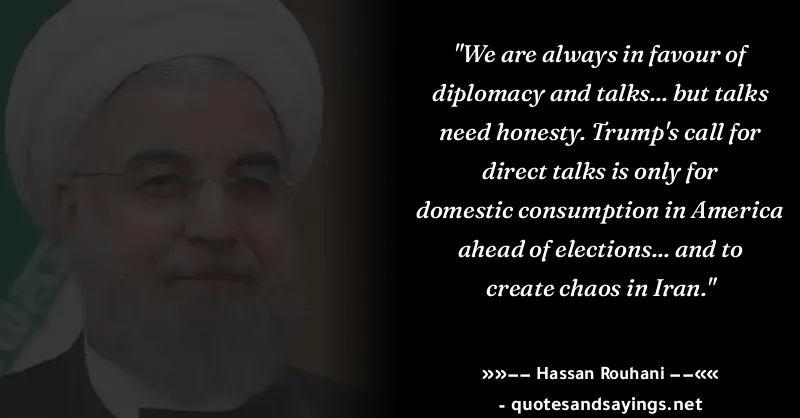 "We are always in favour of
diplomacy and talks... but talks
need honesty. Trump's call for
direct talks is only for
domestic consumption in America
ahead of elections... and to
create chaos in Iran."
»»-- Hassan Rouhani --««
- quotesandsayings.net